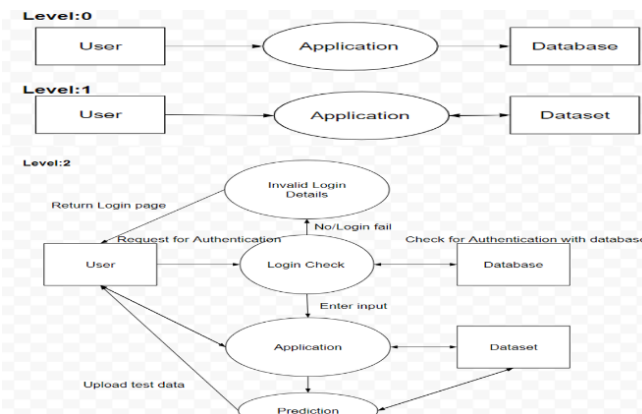 Level:0
User
Application
Database
Level:1
User
Application
Dataset
Level:2
Invalid Login
Details
Return Login page
No/Login fail
Request for Authentication
Check for Authentication with database
User
Login Check
Database
Enter input
Application
Dataset
Upload test data
Prediction